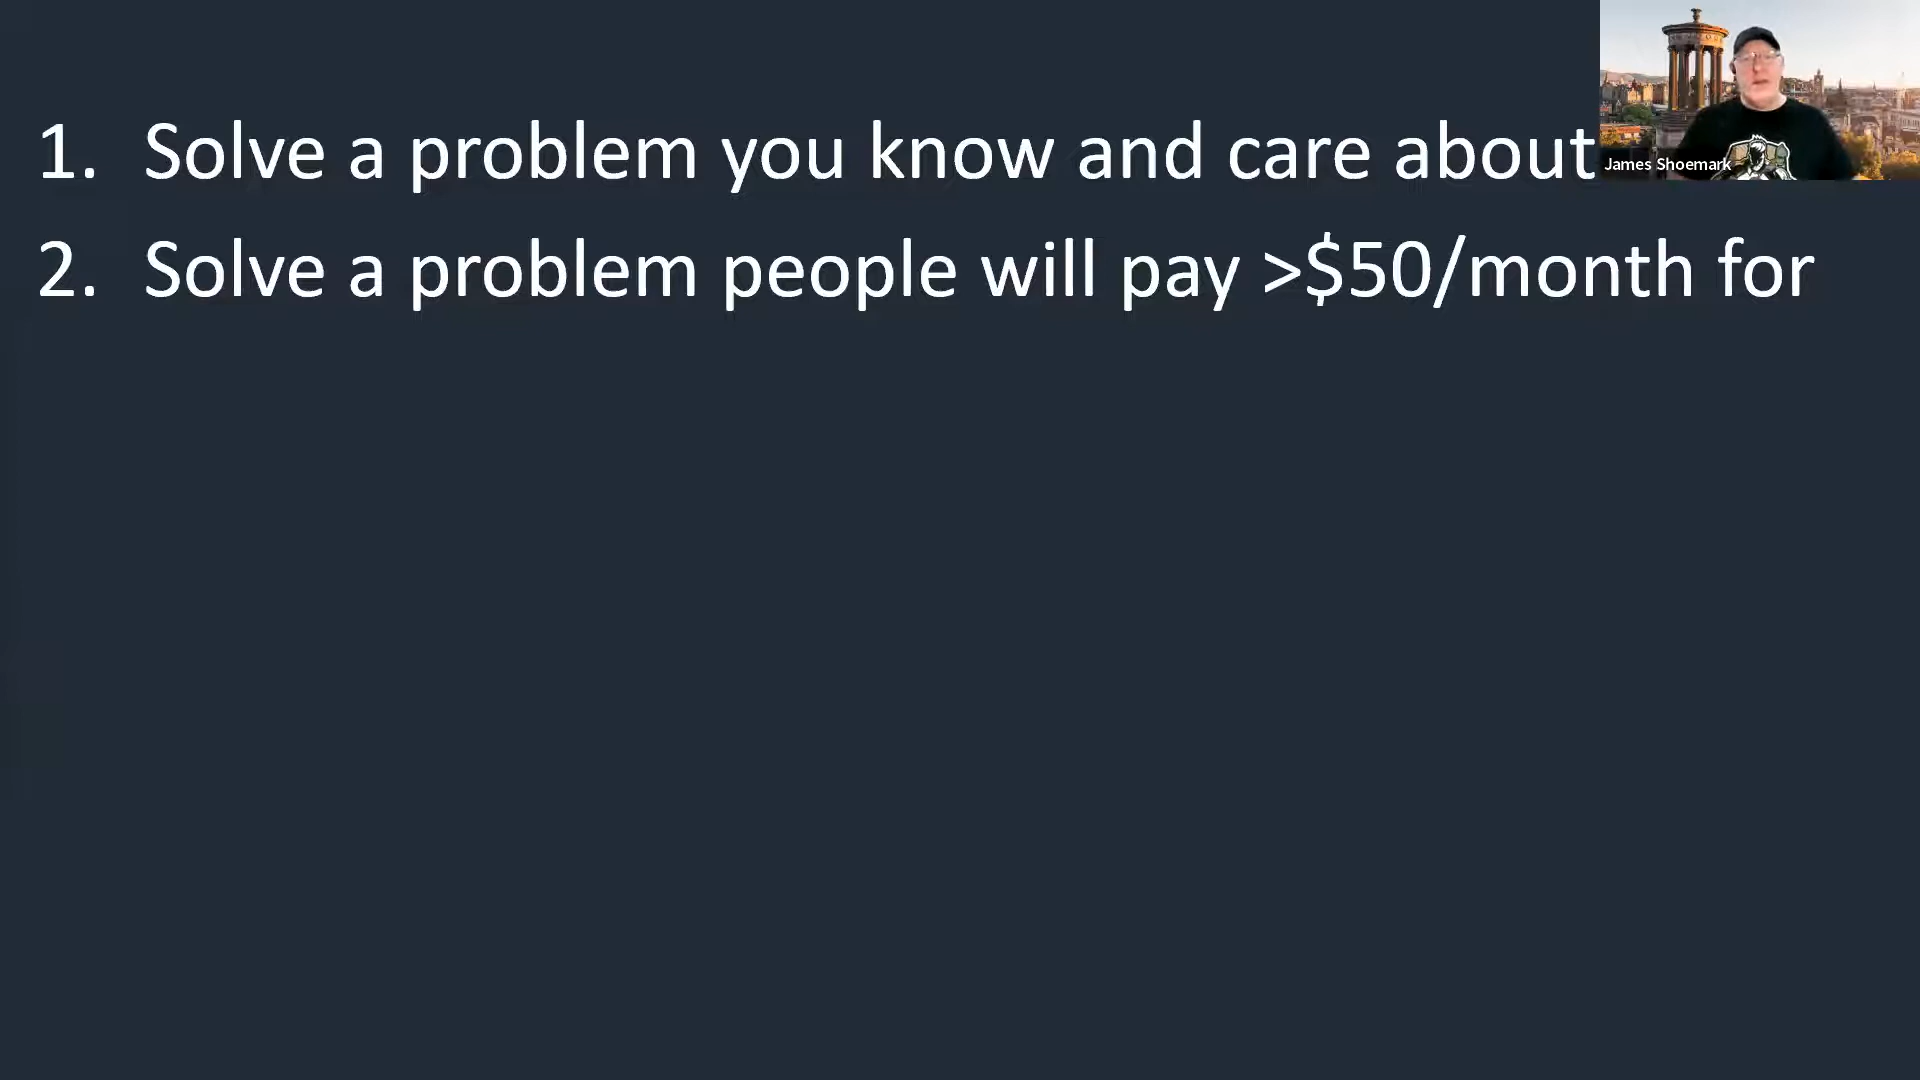 1. Solve a problem you know and care about
James Shoemark
2. Solve a problem people will pay >$50/month for